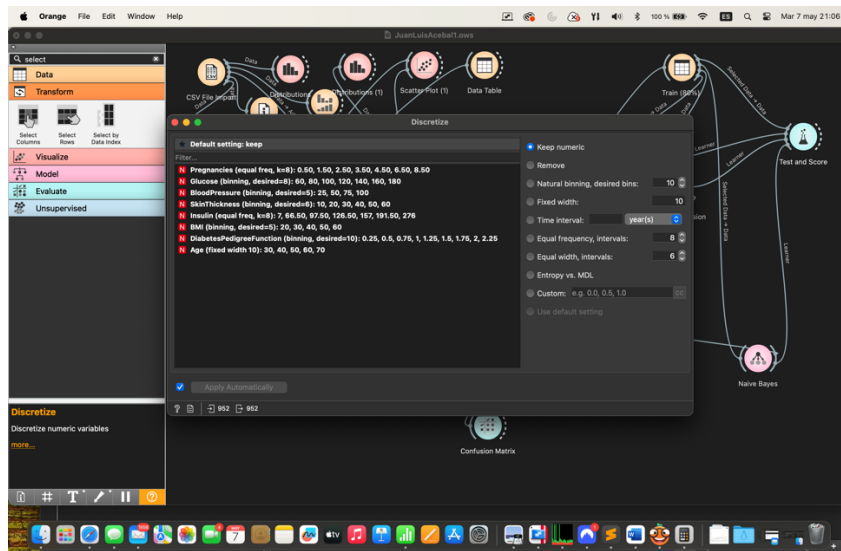 Orange File Edit Window Help
100 % ES Mar 7 may 21:06
JuanLuisAcebal1.ows
select
Data
Transform
Select Columns
Select Rows
Select by Data Index
Visualize
Model
Evaluate
Unsupervised
Discretize
Discretize numeric variables
more...
Data
CSV File Import
Distributions
Distributions (1)
Scatter Plot (1)
Data Table
Train (80%)
Selected Data → Data
Learner
Learner
Test and Score
Selected Data → Data
Learner
Naive Bayes
Confusion Matrix
Discretize
Default setting: keep
Filter...
N Pregnancies (equal freq, k=8): 0.50, 1.50, 2.50, 3.50, 4.50, 6.50, 8.50
N Glucose (binning, desired=8): 60, 80, 100, 120, 140, 160, 180
N BloodPressure (binning, desired=5): 25, 50, 75, 100
N SkinThickness (binning, desired=6): 10, 20, 30, 40, 50, 60
N Insulin (equal freq, k=8): 7, 66.50, 97.50, 126.50, 157, 191.50, 276
N BMI (binning, desired=5): 20, 30, 40, 50, 60
N DiabetesPedigreeFunction (binning, desired=10): 0.25, 0.5, 0.75, 1, 1.25, 1.5, 1.75, 2, 2.25
N Age (fixed width 10): 30, 40, 50, 60, 70
Keep numeric
Remove
Natural binning, desired bins: 10
Fixed width: 10
Time interval: year(s)
Equal frequency, intervals: 8
Equal width, intervals: 6
Entropy vs. MDL
Custom: e.g. 0.0, 0.5, 1.0 CC
Use default setting
Apply Automatically
? 952 952
7
tv